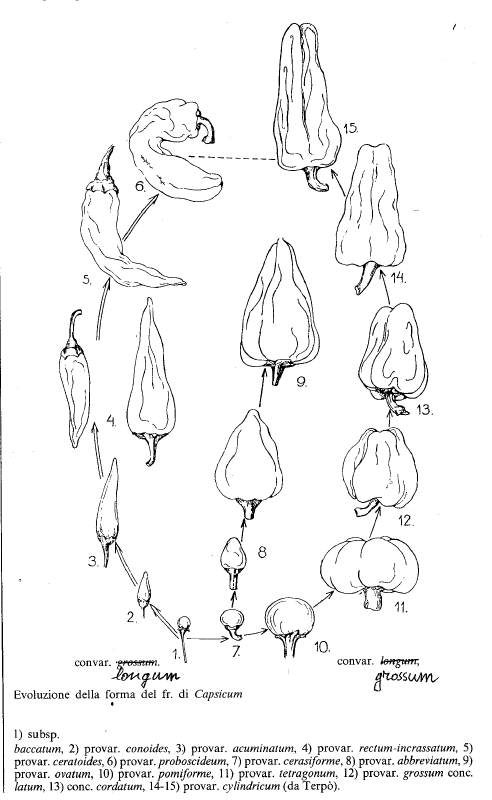 15.
6.
5.
14.
9.
13.
4.
12.
8
3.
11.
2.
1.
7.
10.
convar. grossum. convar. longum,
longum grossum
Evoluzione della forma del fr. di Capsicum
1) subsp.
baccatum, 2) provar. conoides, 3) provar. acuminatum, 4) provar. rectum-incrassatum, 5)
provar. ceratoides, 6) provar. proboscideum, 7) provar. cerasiforme, 8) provar. abbreviatum, 9)
provar. ovatum, 10) provar. pomiforme, 11) provar. tetragonum, 12) provar. grossum conc.
latum, 13) conc. cordatum, 14-15) provar. cylindricum (da Terpò).